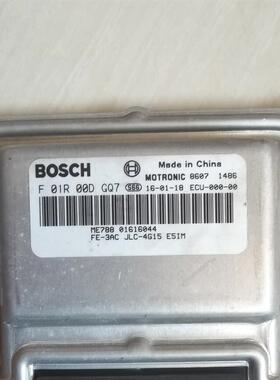 Made in China
BOSCH
MOTRONIC 8607 1486
F 01R 00D GQ7 S66 16-01-18 ECU-000-00
ME788 01616044
FE-3AC JLC-4G15 E5IM